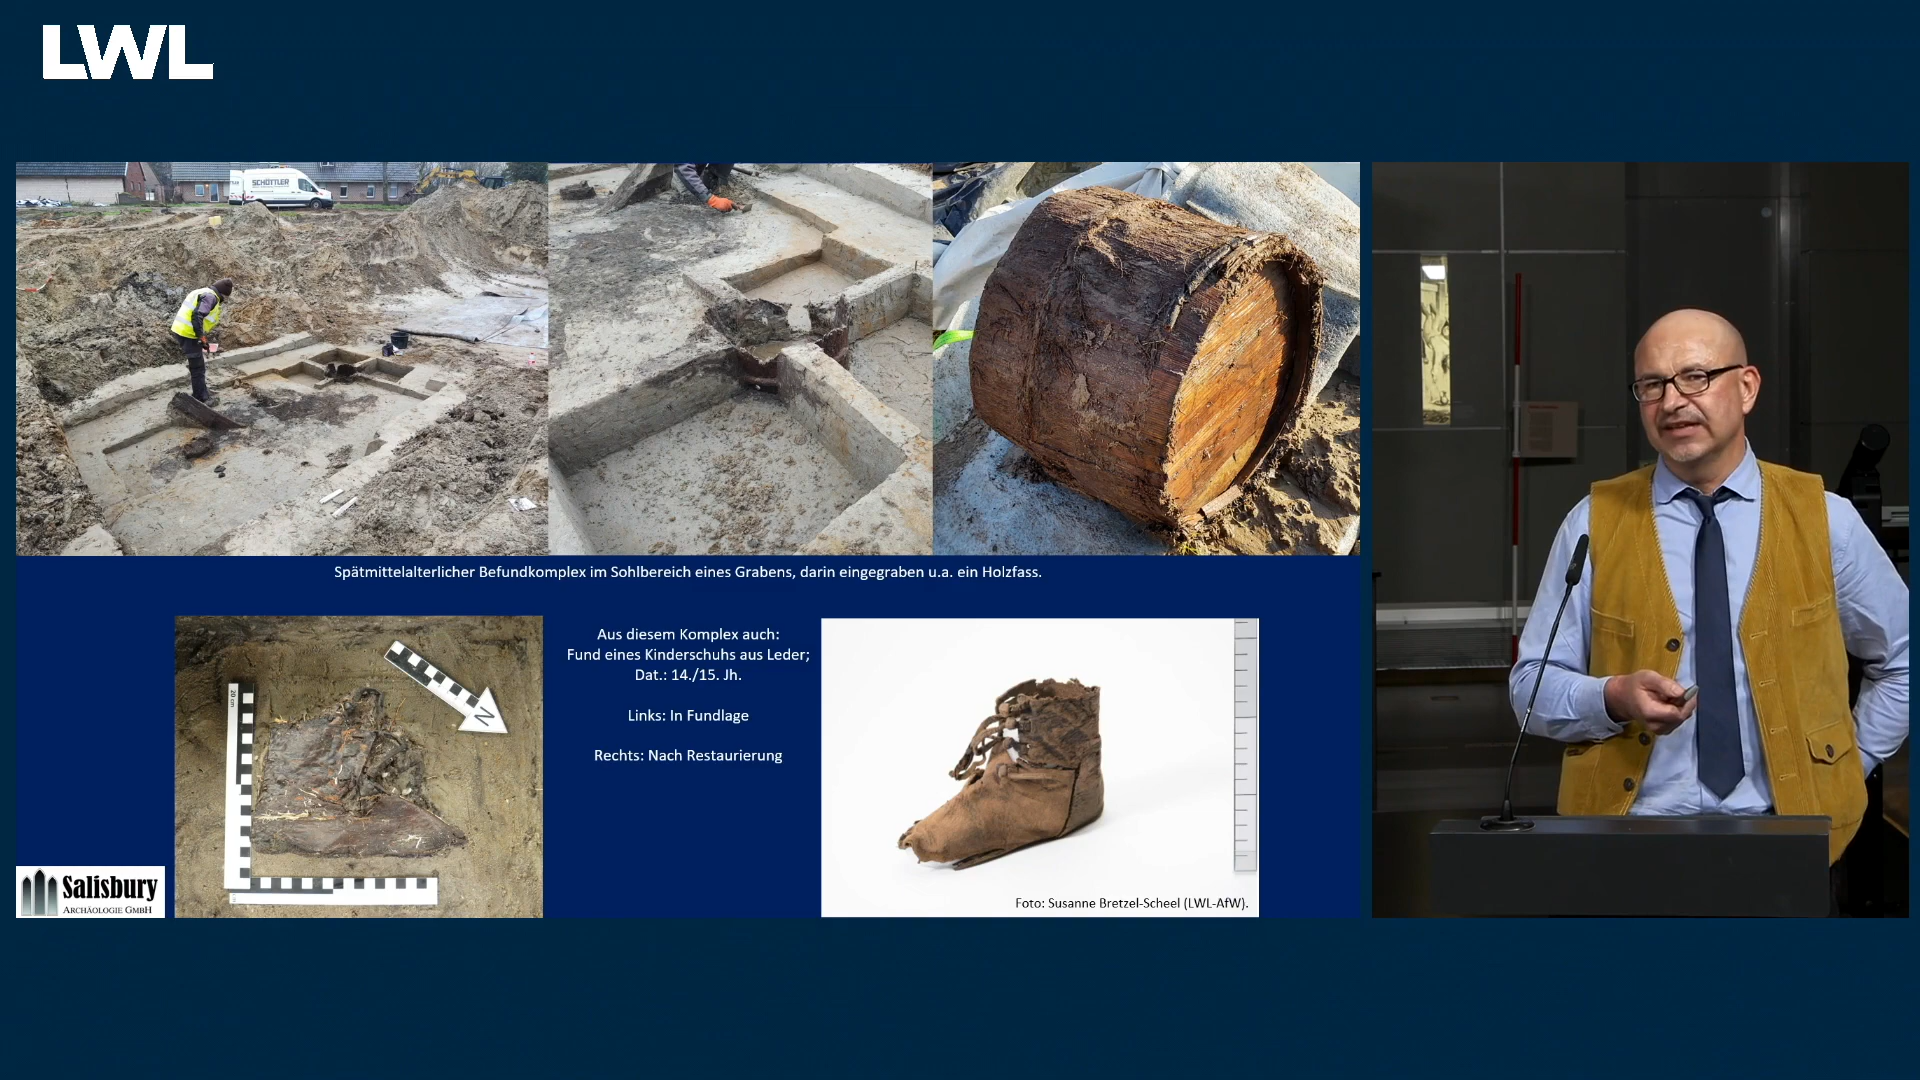 LWL
SCHÖTTLER
Spätmittelalterlicher Befundkomplex im Sohlbereich eines Grabens, darin eingegraben u.a. ein Holzfass.
Aus diesem Komplex auch:
Fund eines Kinderschuhs aus Leder;
Dat.: 14./15. Jh.
Links: In Fundlage
Rechts: Nach Restaurierung
20 cm
N
Foto: Susanne Bretzel-Scheel (LWL-AfW).
Salisbury
ARCHÄOLOGIE GMBH